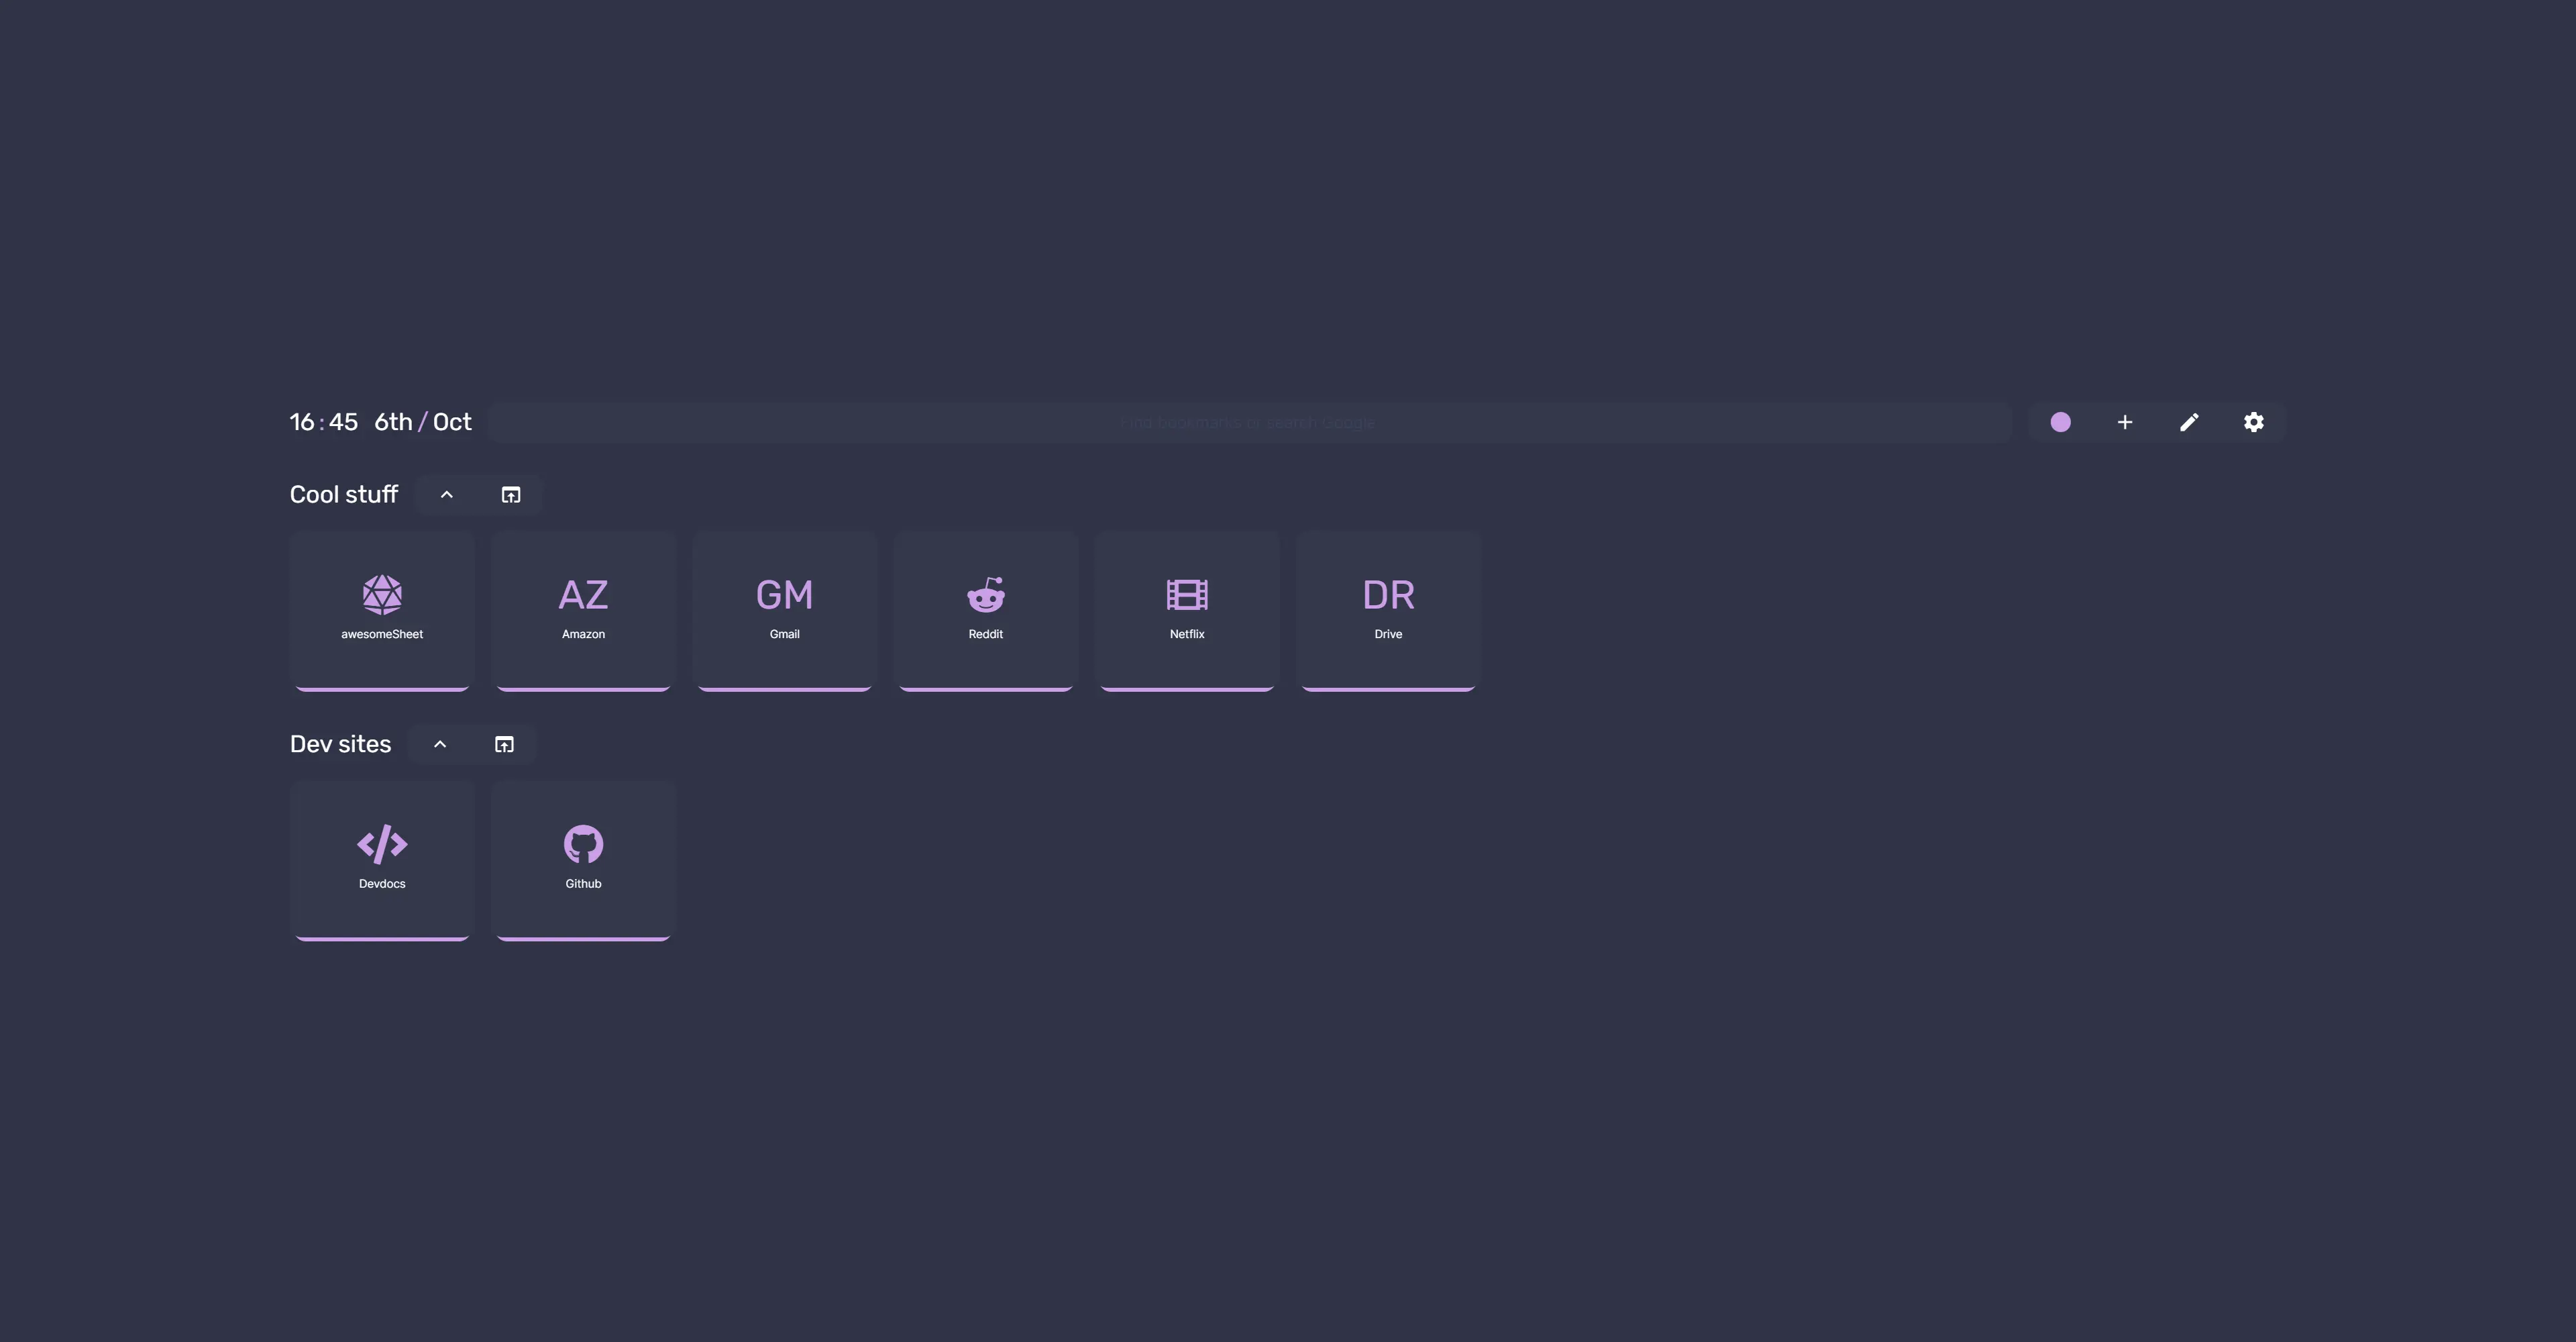 16:45 6th/Oct Find bookmarks or search Google
Cool stuff
AZ GM DR
awesomeSheet Amazon Gmail Reddit Netflix Drive
Dev sites
Devdocs Github